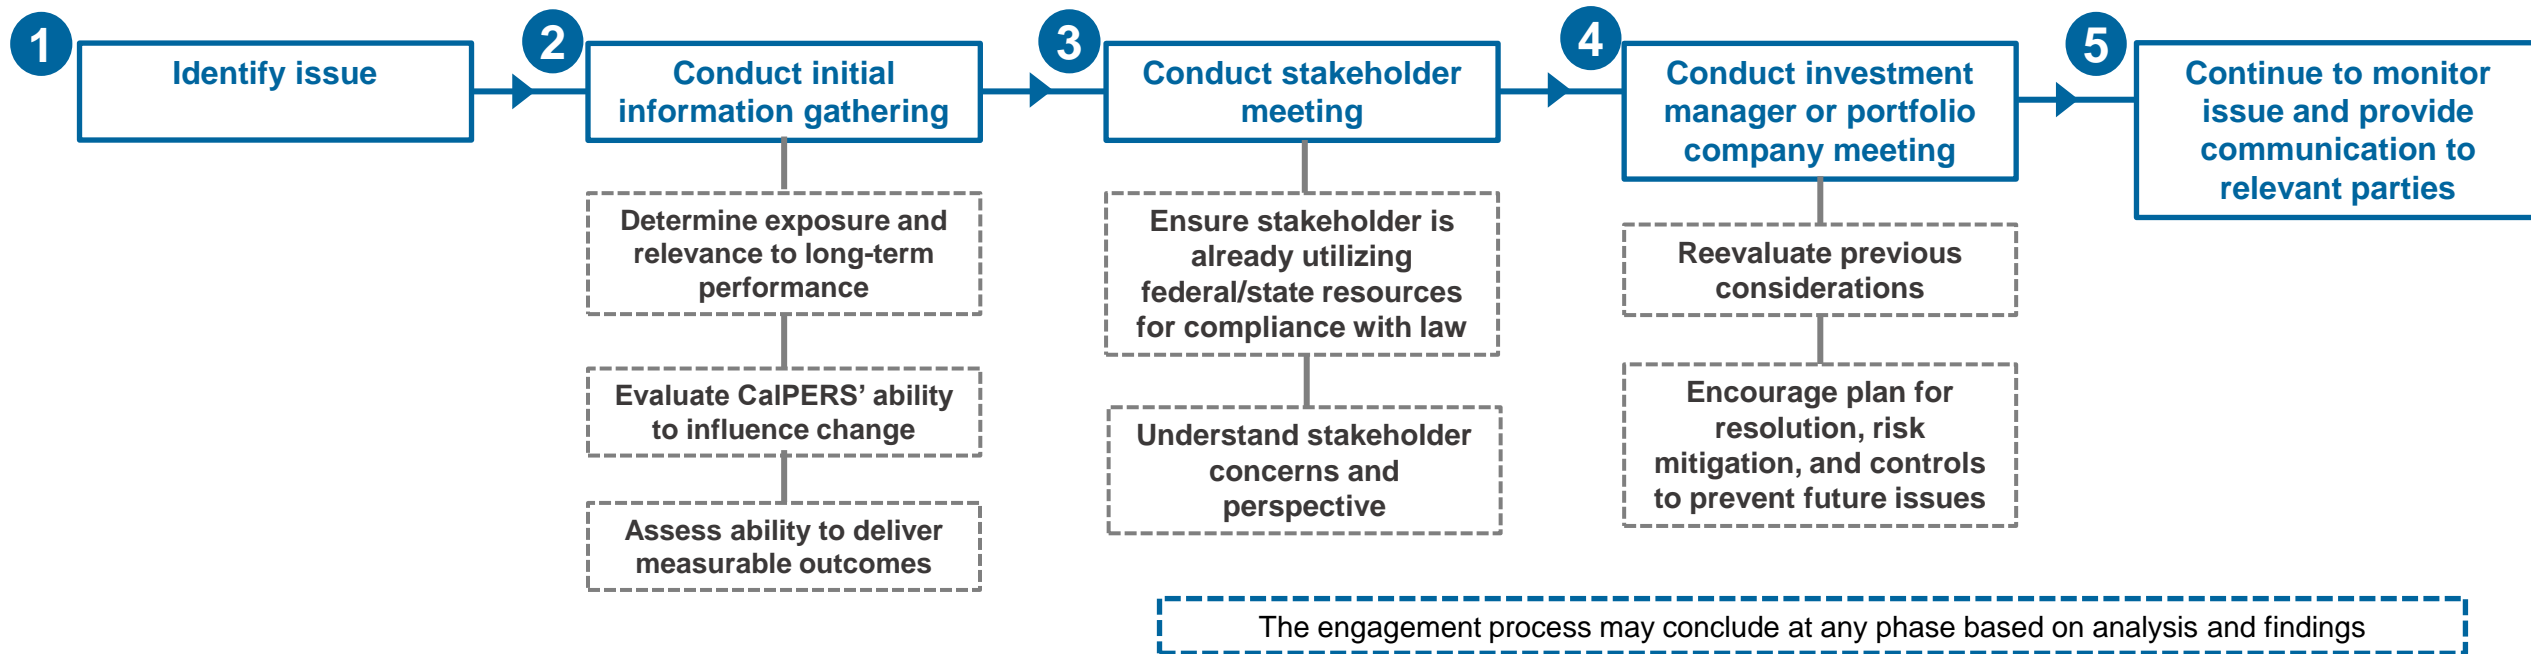 1
Identify issue
2
Conduct initial
information gathering
Determine exposure and
relevance to long-term
performance
Evaluate CalPERS’ ability
to influence change
Assess ability to deliver
measurable outcomes
3
Conduct stakeholder
meeting
Ensure stakeholder is
already utilizing
federal/state resources
for compliance with law
Understand stakeholder
concerns and
perspective
4
Conduct investment
manager or portfolio
company meeting
Reevaluate previous
considerations
Encourage plan for
resolution, risk
mitigation, and controls
to prevent future issues
5
Continue to monitor
issue and provide
communication to
relevant parties
The engagement process may conclude at any phase based on analysis and findings